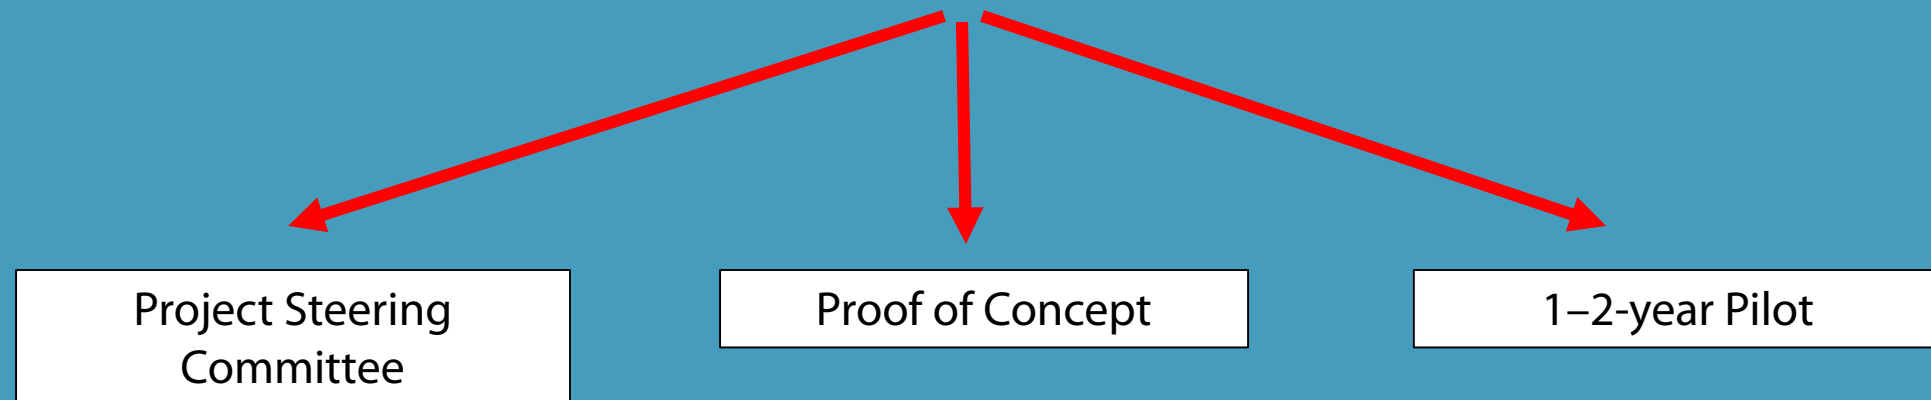 Project Steering
Committee
Proof of Concept
1–2-year Pilot